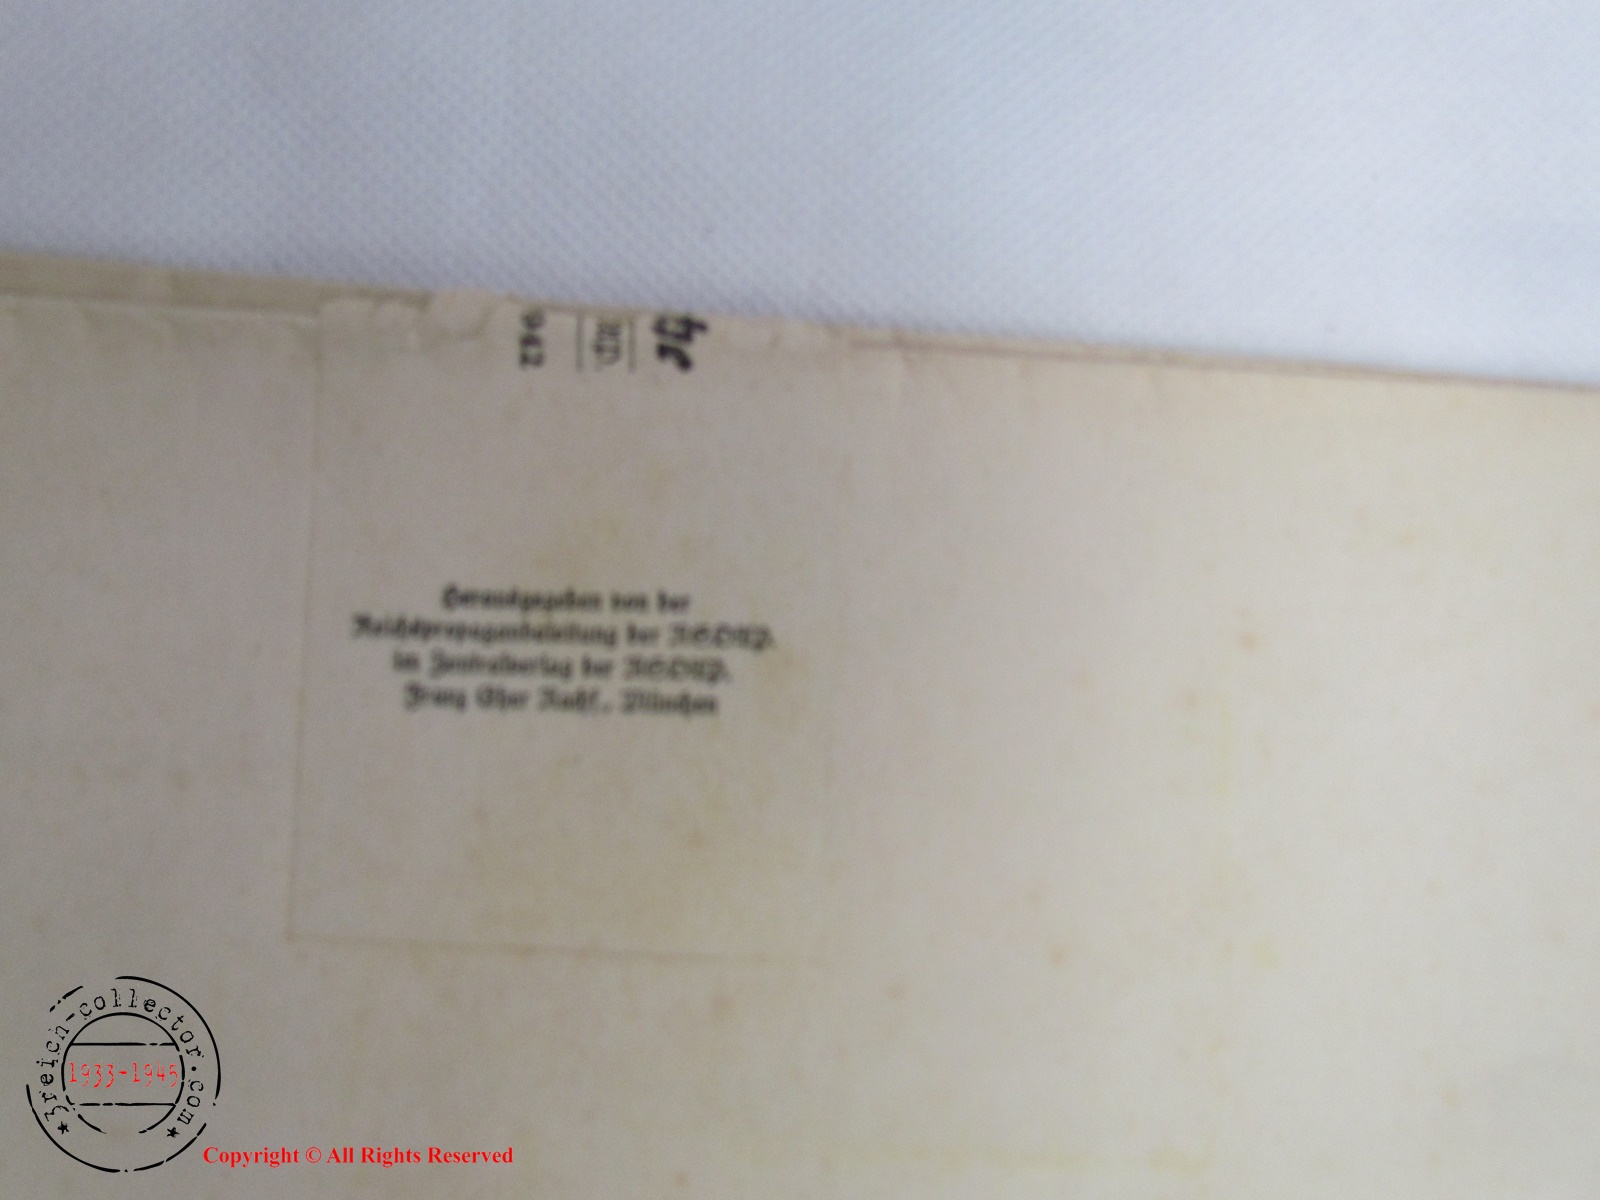 942
Herausgegeben von der
Reichspropagandaleitung der NSDAP.
im Zentralverlag der NSDAP.
Franz Eher Nachf., München
3reich-collector.com
1933-1945
Copyright © All Rights Reserved